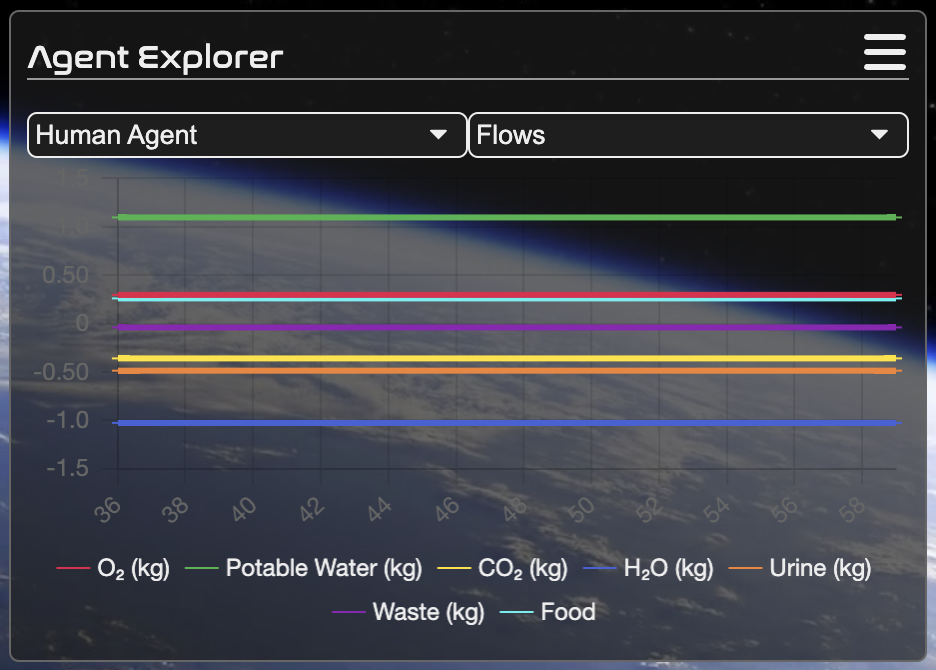 Agent Explorer
Human Agent
Flows
1.5
1.0
0.50
0
-0.50
-1.0
-1.5
36 38 40 42 44 46 48 50 52 54 56 58
O₂ (kg) Potable Water (kg) CO₂ (kg) H₂O (kg) Urine (kg)
Waste (kg) Food